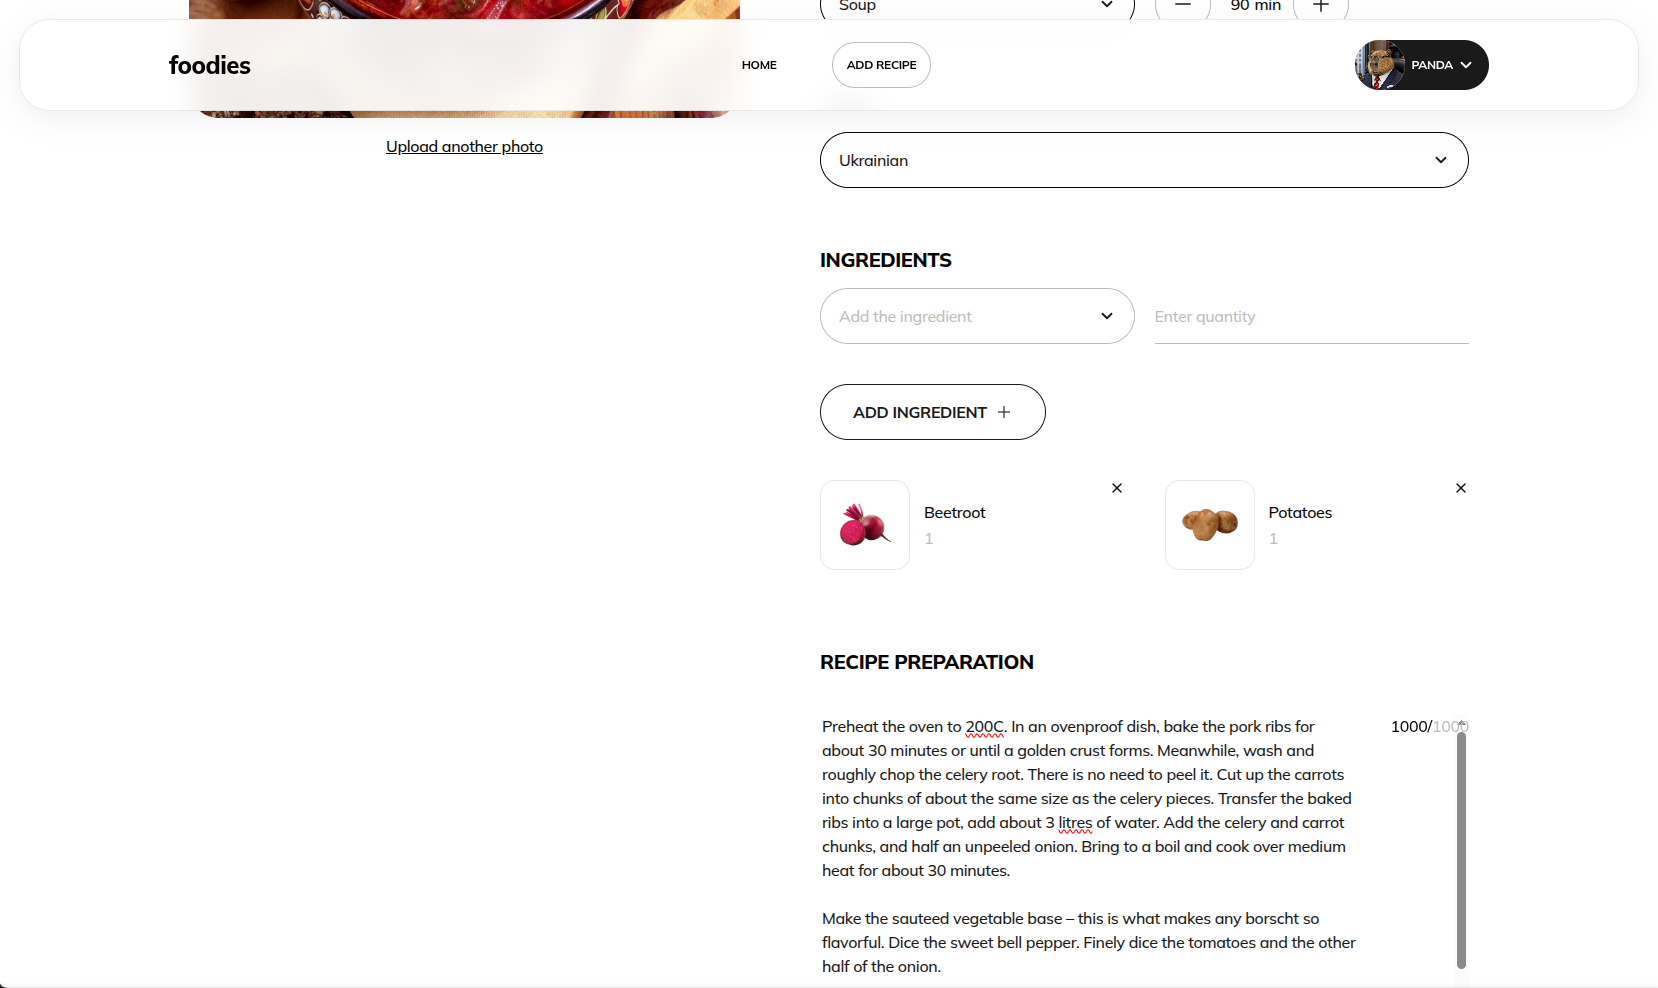 Soup
90 min
foodies
HOME
ADD RECIPE
PANDA
Upload another photo
Ukrainian
INGREDIENTS
Add the ingredient
Enter quantity
ADD INGREDIENT
Beetroot
1
Potatoes
1
RECIPE PREPARATION
Preheat the oven to 200C. In an ovenproof dish, bake the pork ribs for
1000/1000
about 30 minutes or until a golden crust forms. Meanwhile, wash and
roughly chop the celery root. There is no need to peel it. Cut up the carrots
into chunks of about the same size as the celery pieces. Transfer the baked
ribs into a large pot, add about 3 litres of water. Add the celery and carrot
chunks, and half an unpeeled onion. Bring to a boil and cook over medium
heat for about 30 minutes.
Make the sauteed vegetable base – this is what makes any borscht so
flavorful. Dice the sweet bell pepper. Finely dice the tomatoes and the other
half of the onion.